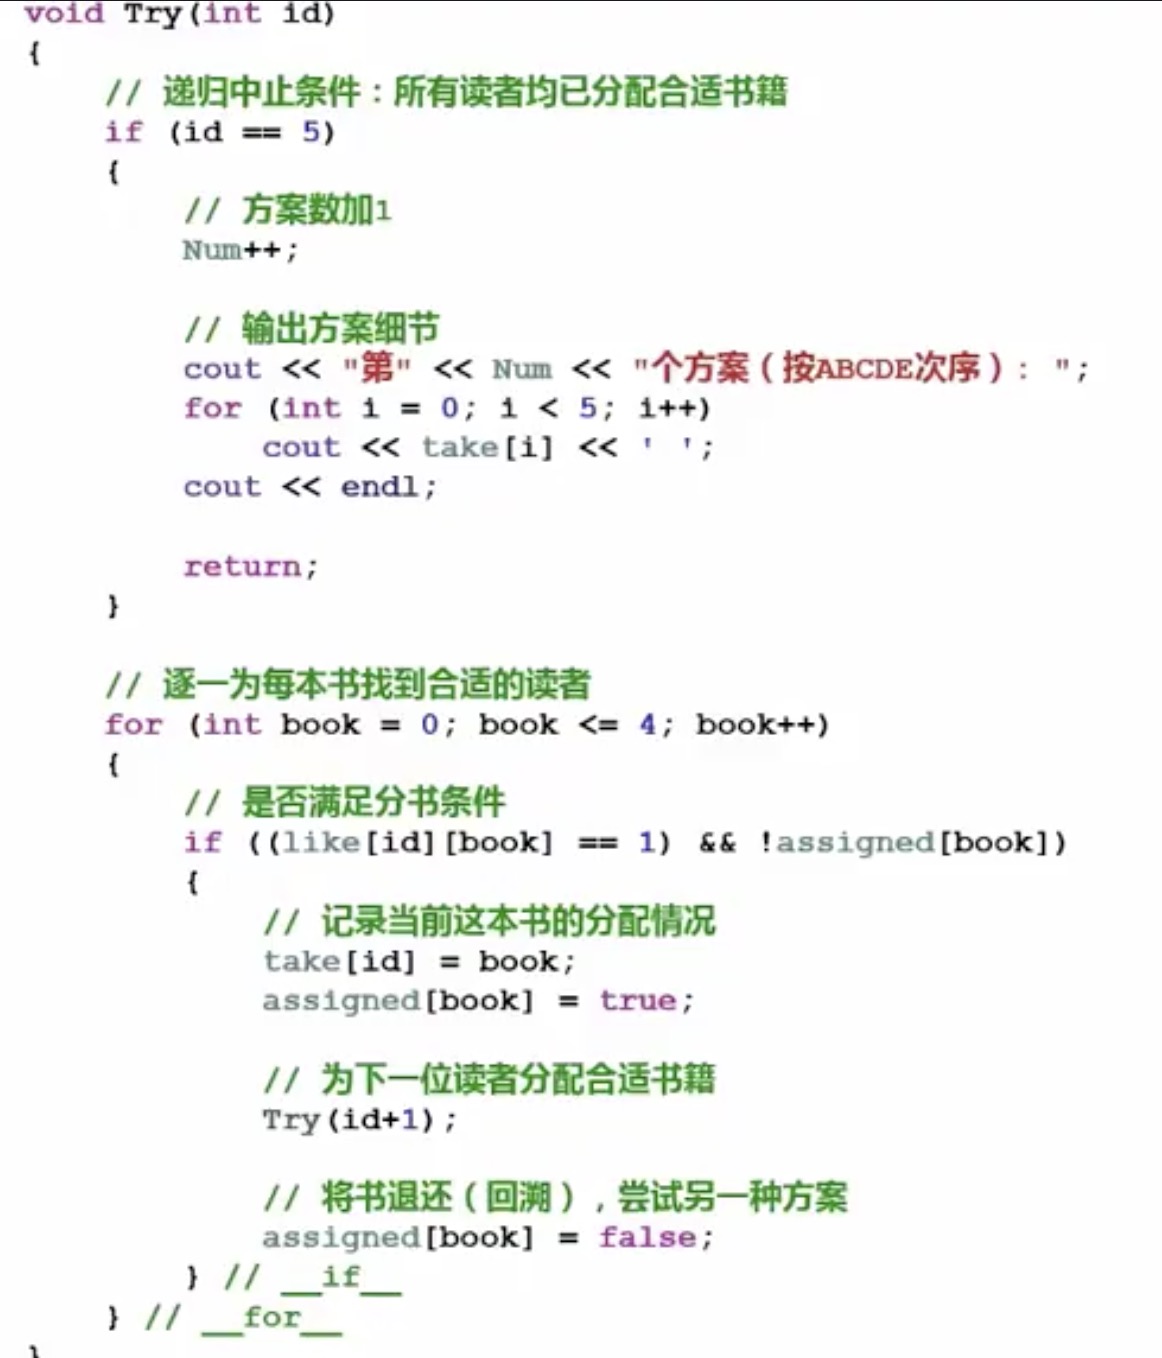 void Try(int id)
{
// 递归中止条件：所有读者均已分配合适书籍
if (id == 5)
{
// 方案数加1
Num++;
// 输出方案细节
cout << "第" << Num << "个方案（按ABCDE次序）: ";
for (int i = 0; i < 5; i++)
cout << take[i] << ' ';
cout << endl;
return;
}
// 逐一为每本书找到合适的读者
for (int book = 0; book <= 4; book++)
{
// 是否满足分书条件
if ((like[id][book] == 1) && !assigned[book])
{
// 记录当前这本书的分配情况
take[id] = book;
assigned[book] = true;
// 为下一位读者分配合适书籍
Try(id+1);
// 将书退还（回溯）,尝试另一种方案
assigned[book] = false;
} // __if__
} // __for__
}